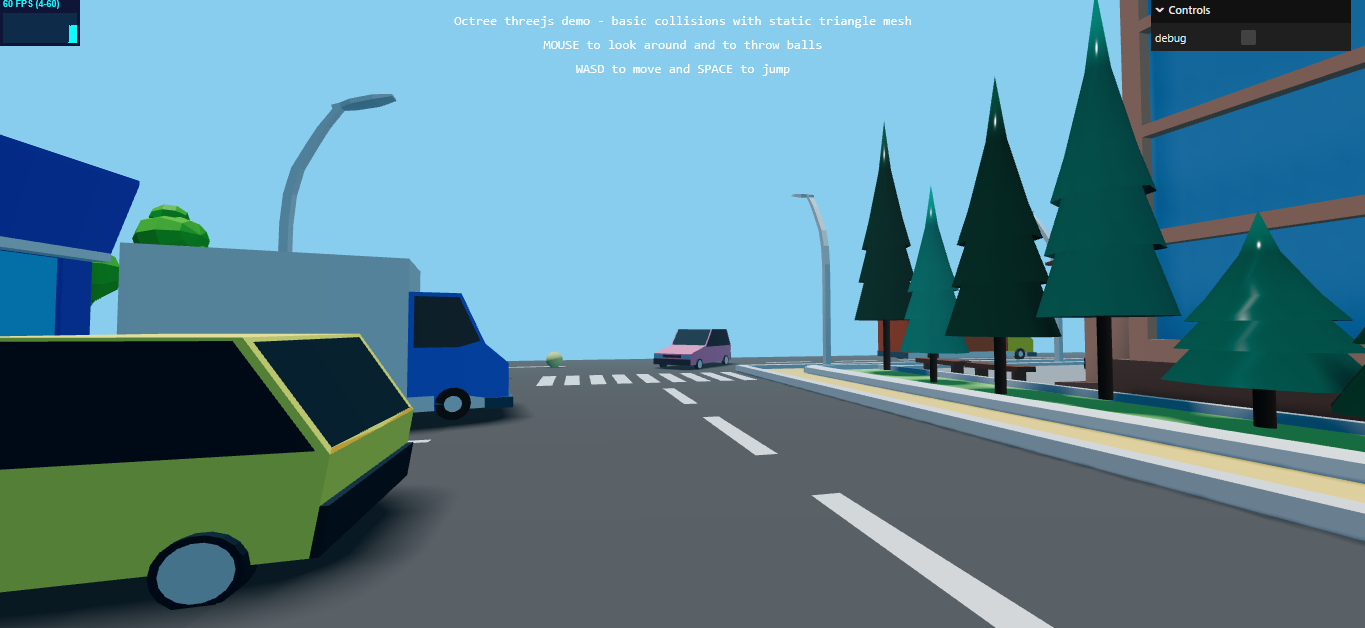 60 FPS (4-60)
Octree threejs demo - basic collisions with static triangle mesh
MOUSE to look around and to throw balls
WASD to move and SPACE to jump
Controls
debug